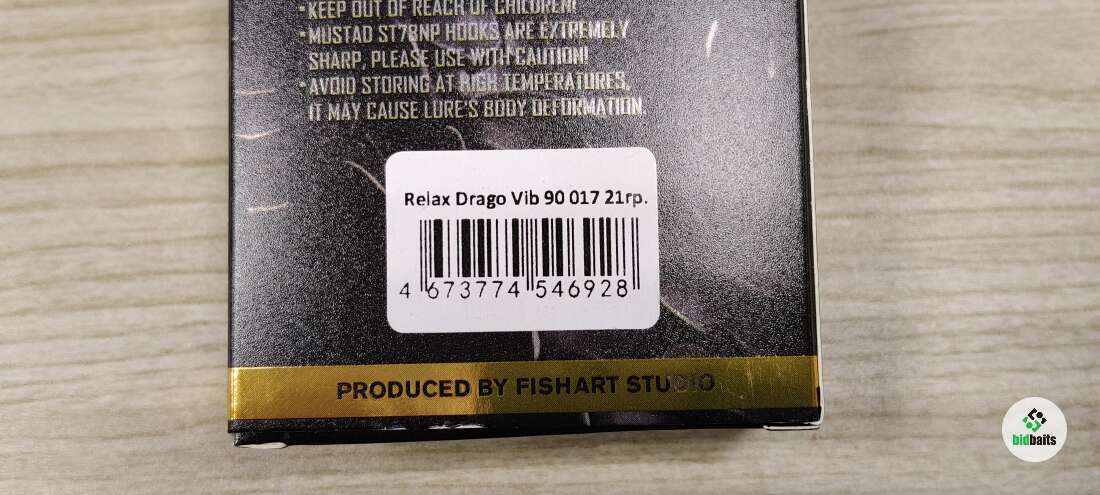 •KEEP OUT OF REACH OF CHILDREN!
•MUSTAD ST78NP HOOKS ARE EXTREMELY
SHARP, PLEASE USE WITH CAUTION!
•AVOID STORING AT HIGH TEMPERATURES,
IT MAY CAUSE LURE'S BODY DEFORMATION.
Relax Drago Vib 90 017 21гр.
4 673774 546928
PRODUCED BY FISHART STUDIO
bidbaits